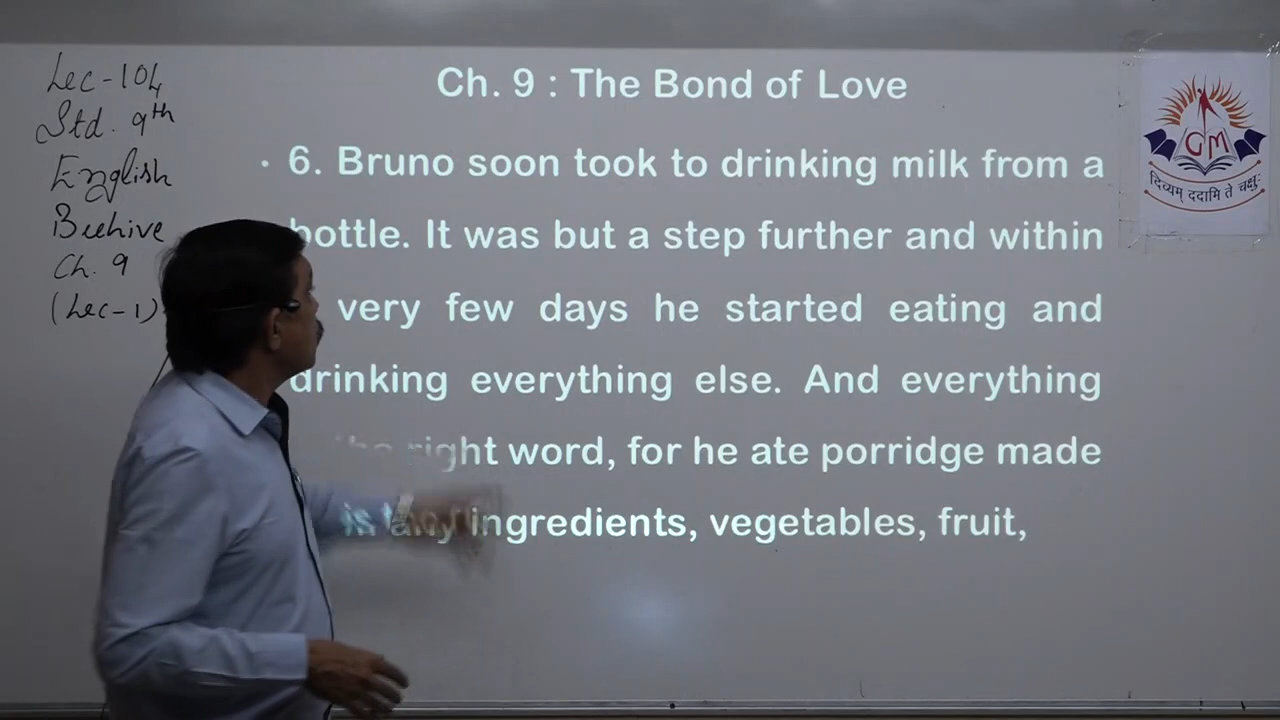 Lec-104
Std. 9th
English
Beehive
Ch. 9
(Lec-1)
Ch. 9 : The Bond of Love
• 6. Bruno soon took to drinking milk from a
bottle. It was but a step further and within
very few days he started eating and
drinking everything else. And everything
the right word, for he ate porridge made
ingredients, vegetables, fruit,
GM
दिव्यम् ददामि ते चक्षुः